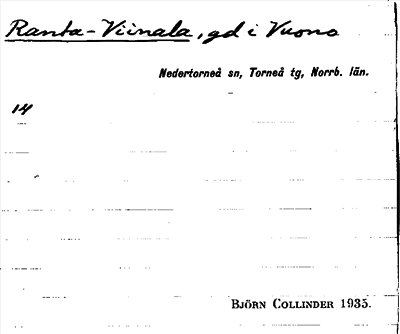 Ranta-Viinala, gd i Vuono
Nedertorneå sn, Torneå tg, Norrb. län.
14
BJÖRN COLLINDER 1935.